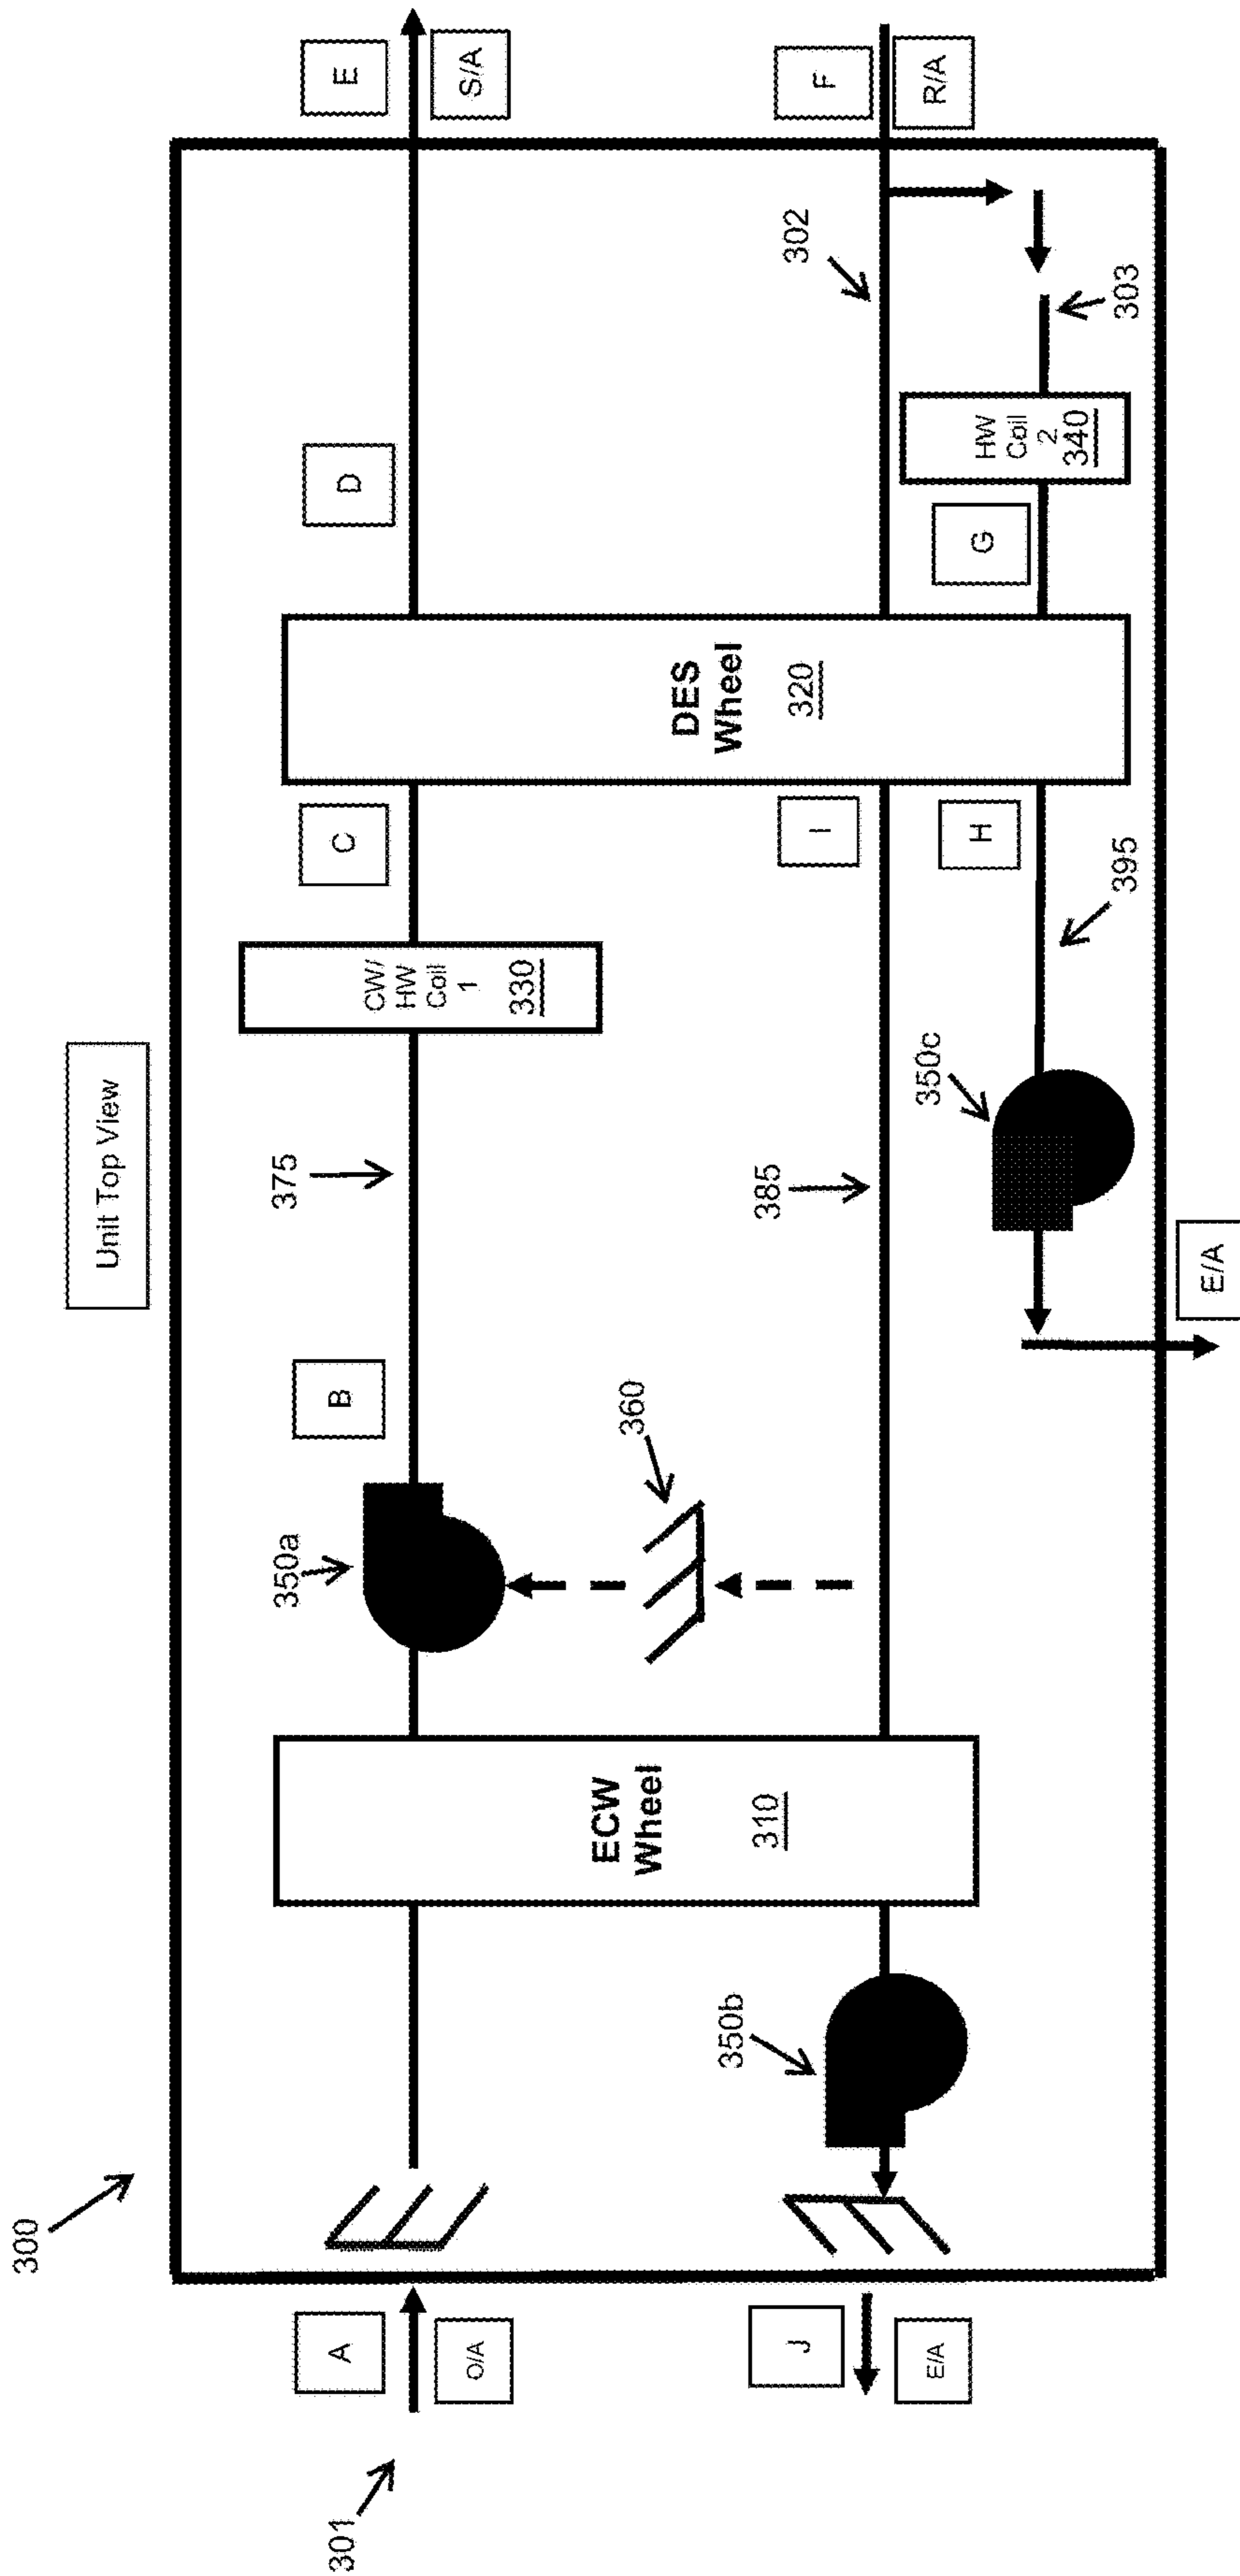 300
Unit Top View
301
A
O/A
350a
B
375
CW/
HW
Coil
1
330
C
D
E
S/A
ECW
Wheel
310
360
DES
Wheel
320
J
E/A
350b
385
I
302
F
R/A
350c
395
H
G
HW
Coil
2
340
303
E/A